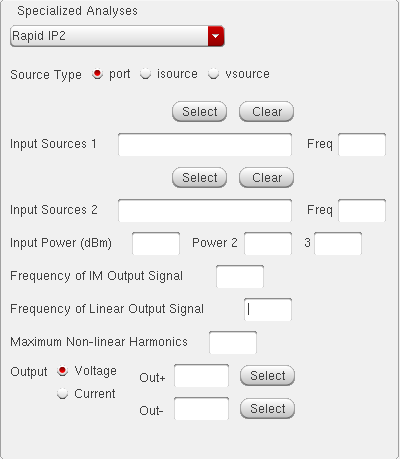 Specialized Analyses
Rapid IP2
Source Type port isource vsource
Select Clear
Input Sources 1 Freq
Select Clear
Input Sources 2 Freq
Input Power (dBm) Power 2 3
Frequency of IM Output Signal
Frequency of Linear Output Signal
Maximum Non-linear Harmonics
Output Voltage Out+ Select
Current
Out- Select